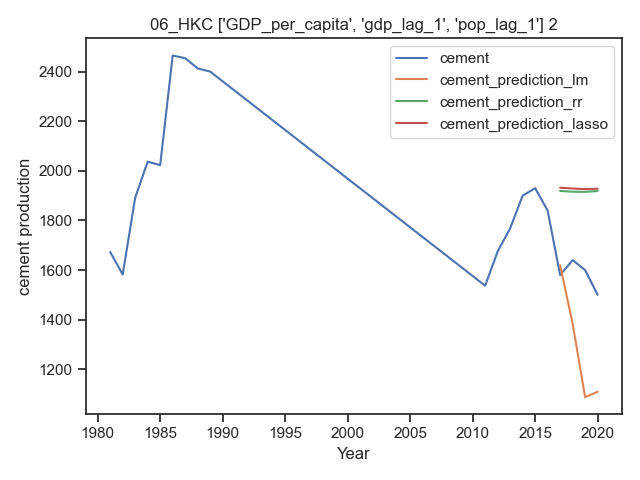 06_HKC ['GDP_per_capita', 'gdp_lag_1', 'pop_lag_1'] 2
cement
cement_prediction_lm
cement_prediction_rr
cement_prediction_lasso
cement production
2400
2200
2000
1800
1600
1400
1200
1980 1985 1990 1995 2000 2005 2010 2015 2020
Year